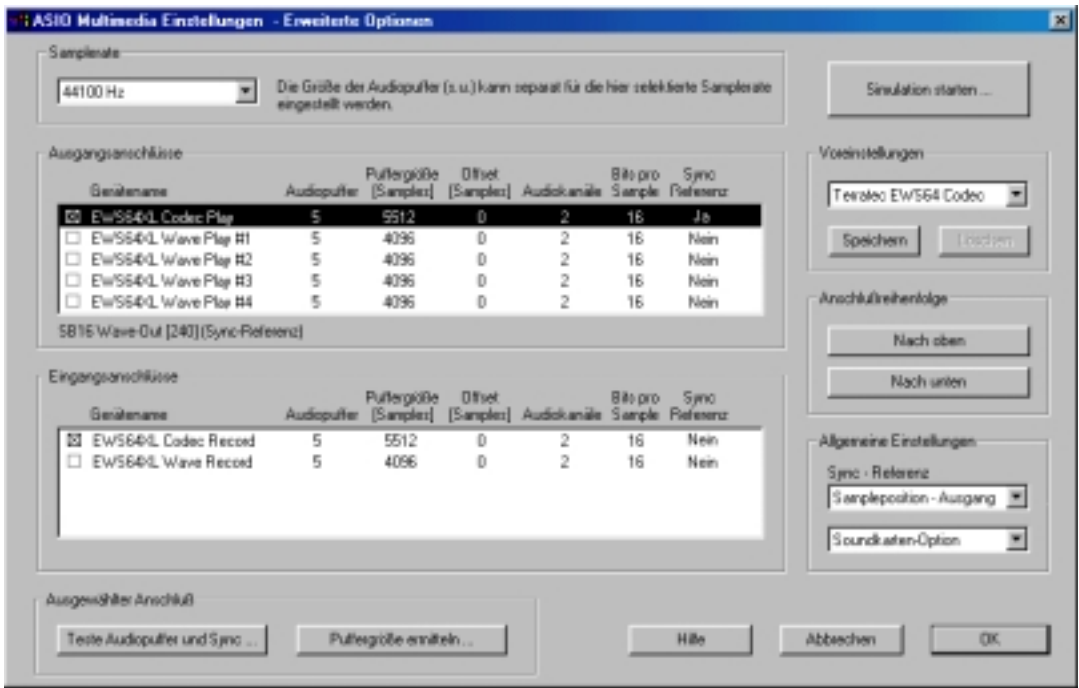 ASIO Multimedia Einstellungen - Erweiterte Optionen
Samplerate
44100 Hz
Die Größe der Audiopuffer (s.u.) kann separat für die hier selektierte Samplerate
eingestellt werden.
Simulation starten ...
Ausgangsanschlüsse
Gerätename Audiopuffer Puffergröße [Samples] Offset [Samples] Audiokanäle Bits pro Sample Sync Referenz
EWS64XL Codec Play 5 5512 0 2 16 Ja
EWS64XL Wave Play #1 5 4096 0 2 16 Nein
EWS64XL Wave Play #2 5 4096 0 2 16 Nein
EWS64XL Wave Play #3 5 4096 0 2 16 Nein
EWS64XL Wave Play #4 5 4096 0 2 16 Nein
SB16 Wave-Out [240] (Sync-Referenz)
Voreinstellungen
Terratec EWS64 Codec
Speichern
Löschen
Anschlußreihenfolge
Nach oben
Nach unten
Eingangsanschlüsse
Gerätename Audiopuffer Puffergröße [Samples] Offset [Samples] Audiokanäle Bits pro Sample Sync Referenz
EWS64XL Codec Record 5 5512 0 2 16 Nein
EWS64XL Wave Record 5 4096 0 2 16 Nein
Allgemeine Einstellungen
Sync - Referenz
Sampleposition - Ausgang
Soundkarten-Option
Ausgewählter Anschluß
Teste Audiopuffer und Sync ...
Puffergröße ermitteln ...
Hilfe
Abbrechen
OK